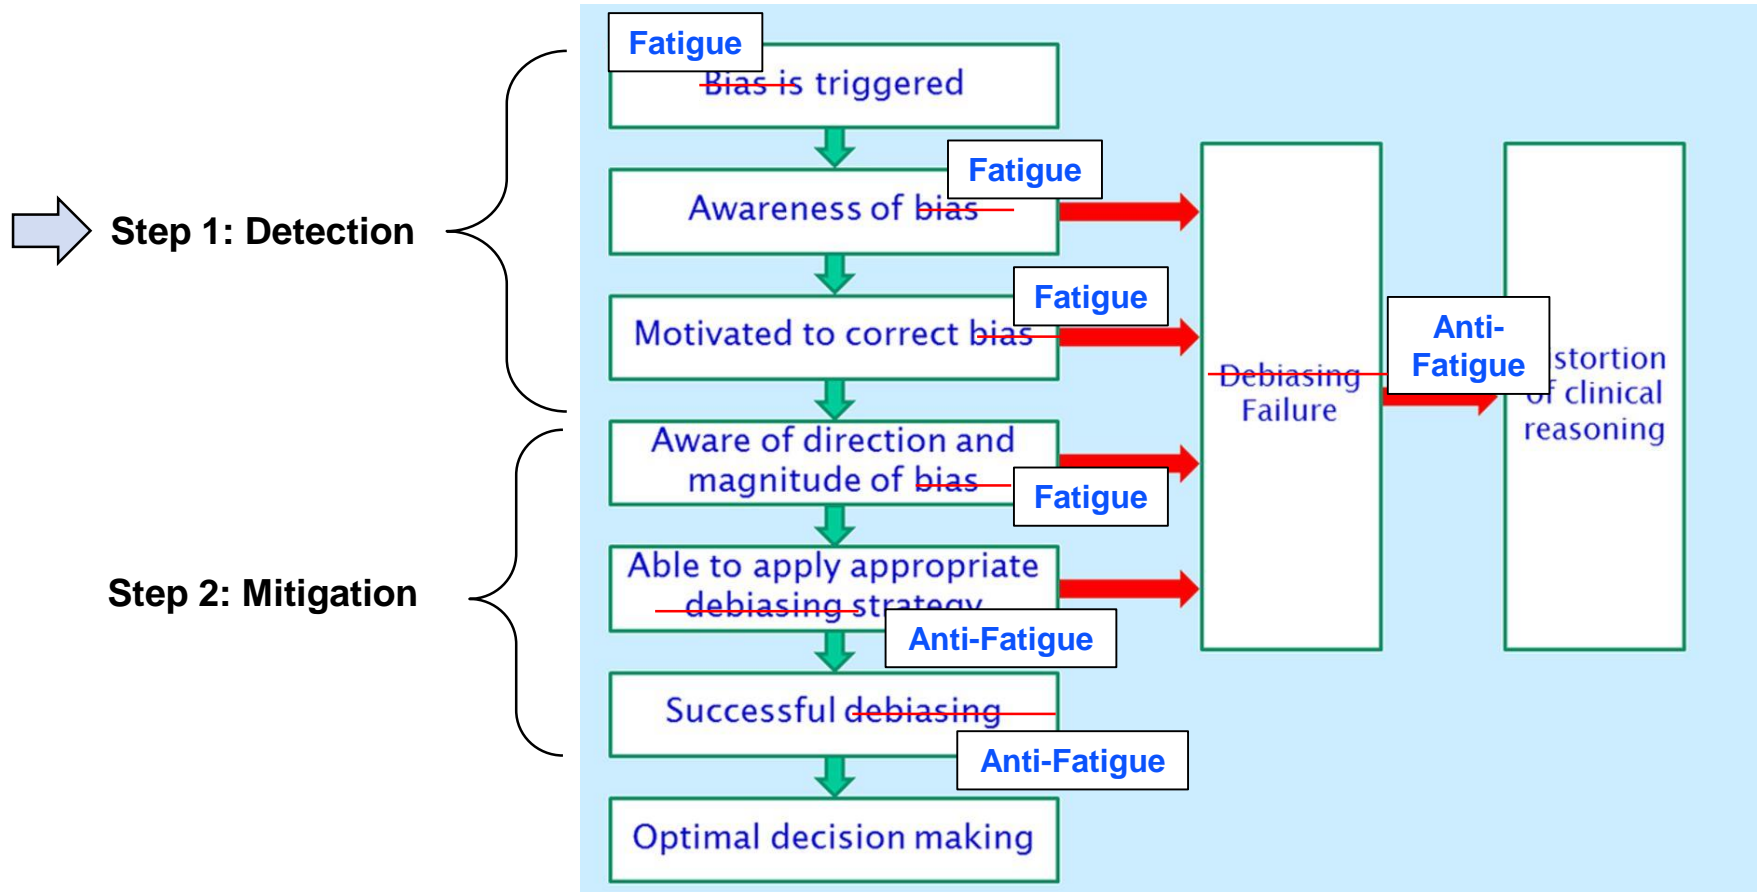 Fatigue
Bias is triggered
Fatigue
Awareness of bias
Step 1: Detection
Fatigue
Motivated to correct bias
Aware of direction and
magnitude of bias
Fatigue
Step 2: Mitigation
Able to apply appropriate
debiasing strategy
Anti-Fatigue
Successful debiasing
Anti-Fatigue
Optimal decision making
Debiasing
Failure
Anti-
Fatigue
istortion
of clinical
reasoning